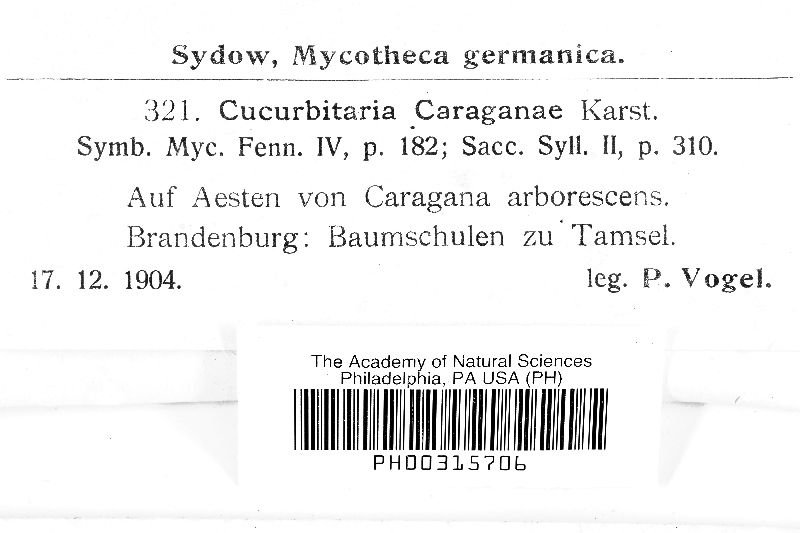 Sydow, Mycotheca germanica.
321. Cucurbitaria Caraganae Karst.
Symb. Myc. Fenn. IV, p. 182; Sacc. Syll. II, p. 310.
Auf Aesten von Caragana arborescens.
Brandenburg: Baumschulen zu Tamsel.
17. 12. 1904. leg. P. Vogel.
The Academy of Natural Sciences
Philadelphia, PA USA (PH)
PH00315706